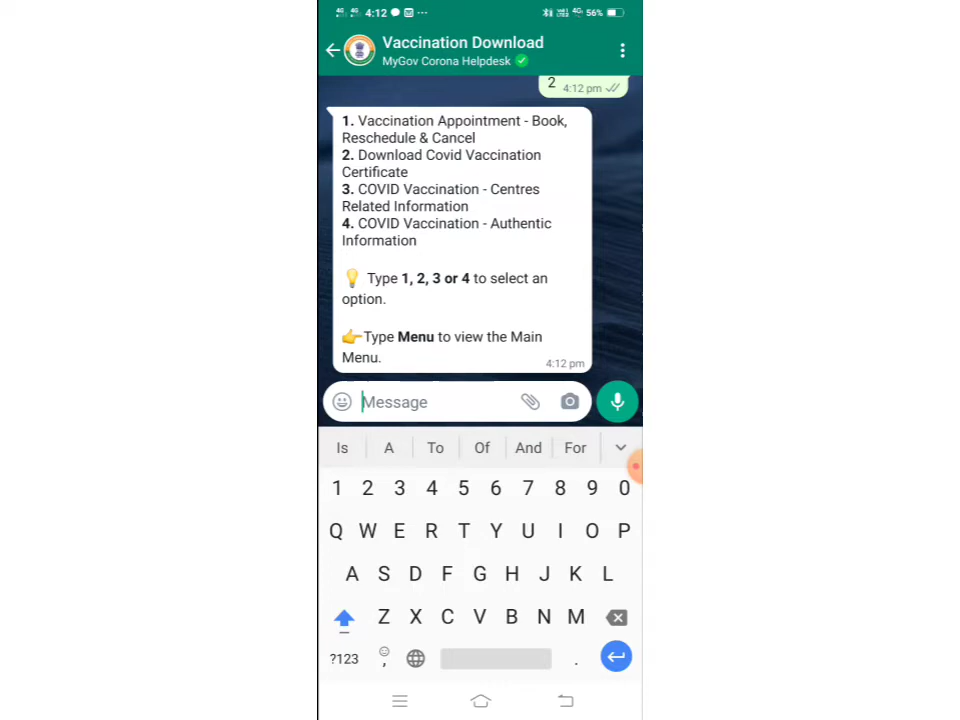 4G 4G 4:12 ... 4G 56%
Vaccination Download
MyGov Corona Helpdesk
2 4:12 pm
1. Vaccination Appointment - Book,
Reschedule & Cancel
2. Download Covid Vaccination
Certificate
3. COVID Vaccination - Centres
Related Information
4. COVID Vaccination - Authentic
Information
Type 1, 2, 3 or 4 to select an
option.
Type Menu to view the Main
Menu.
4:12 pm
Message
Is A To Of And For
1 2 3 4 5 6 7 8 9 0
Q W E R T Y U I O P
A S D F G H J K L
Z X C V B N M
?123 , .